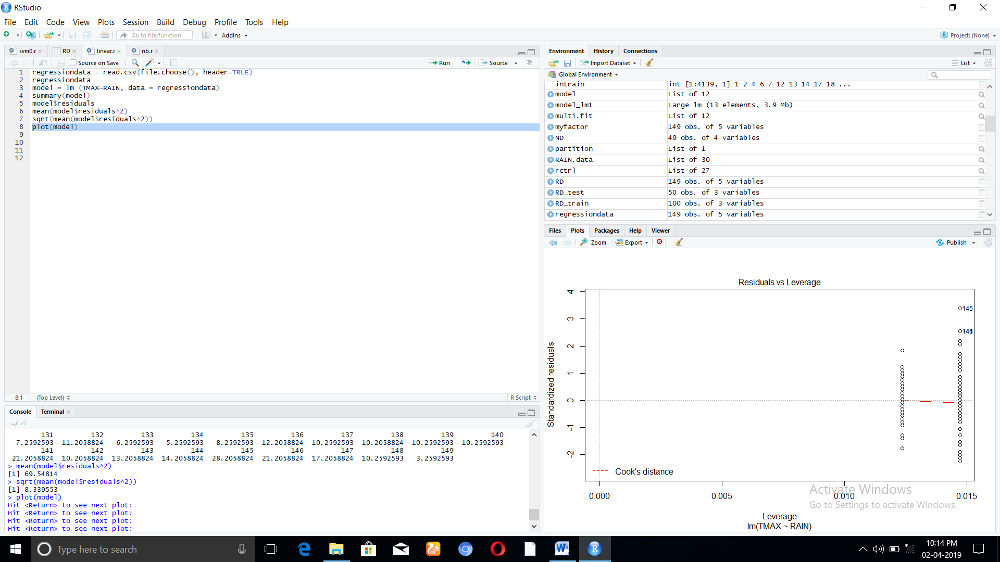 RStudio
File Edit Code View Plots Session Build Debug Profile Tools Help
Go to file/function Addins Project: (None)
svm0.r RD linear.r nb.r
Source on Save Run Source
1 regressiondata = read.csv(file.choose(), header=TRUE)
2 regressiondata
3 model = lm (TMAX~RAIN, data = regressiondata)
4 summary(model)
5 model$residuals
6 mean(model$residuals^2)
7 sqrt(mean(model$residuals^2))
8 plot(model)
9
10
11
12
8:1 (Top Level) R Script
Console Terminal
~/
131 132 133 134 135 136 137 138 139 140
7.2592593 11.2058824 6.2592593 5.2592593 8.2592593 12.2058824 10.2592593 10.2058824 10.2592593 10.2592593
141 142 143 144 145 146 147 148 149
21.2058824 10.2058824 13.2058824 14.2058824 28.2058824 21.2058824 17.2058824 10.2592593 3.2592593
> mean(model$residuals^2)
[1] 69.54814
> sqrt(mean(model$residuals^2))
[1] 8.339553
> plot(model)
Hit <Return> to see next plot:
Hit <Return> to see next plot:
Hit <Return> to see next plot:
Hit <Return> to see next plot:
Environment History Connections
Import Dataset List
Global Environment
intrain int [1:4139, 1] 1 2 4 6 7 12 13 14 17 18 ...
model List of 12
model_lm1 Large lm (13 elements, 3.9 Mb)
multi.fit List of 12
myfactor 149 obs. of 5 variables
ND 49 obs. of 4 variables
partition List of 1
RAIN.data List of 30
rctrl List of 27
RD 149 obs. of 5 variables
RD_test 50 obs. of 3 variables
RD_train 100 obs. of 3 variables
regressiondata 149 obs. of 5 variables
Files Plots Packages Help Viewer
Zoom Export Publish
Residuals vs Leverage
Standardized residuals
4
3
2
1
0
-1
-2
145
Cook's distance
0.000 0.005 0.010 0.015
Leverage
lm(TMAX ~ RAIN)
Activate Windows
Go to Settings to activate Windows.
Type here to search
10:14 PM
02-04-2019